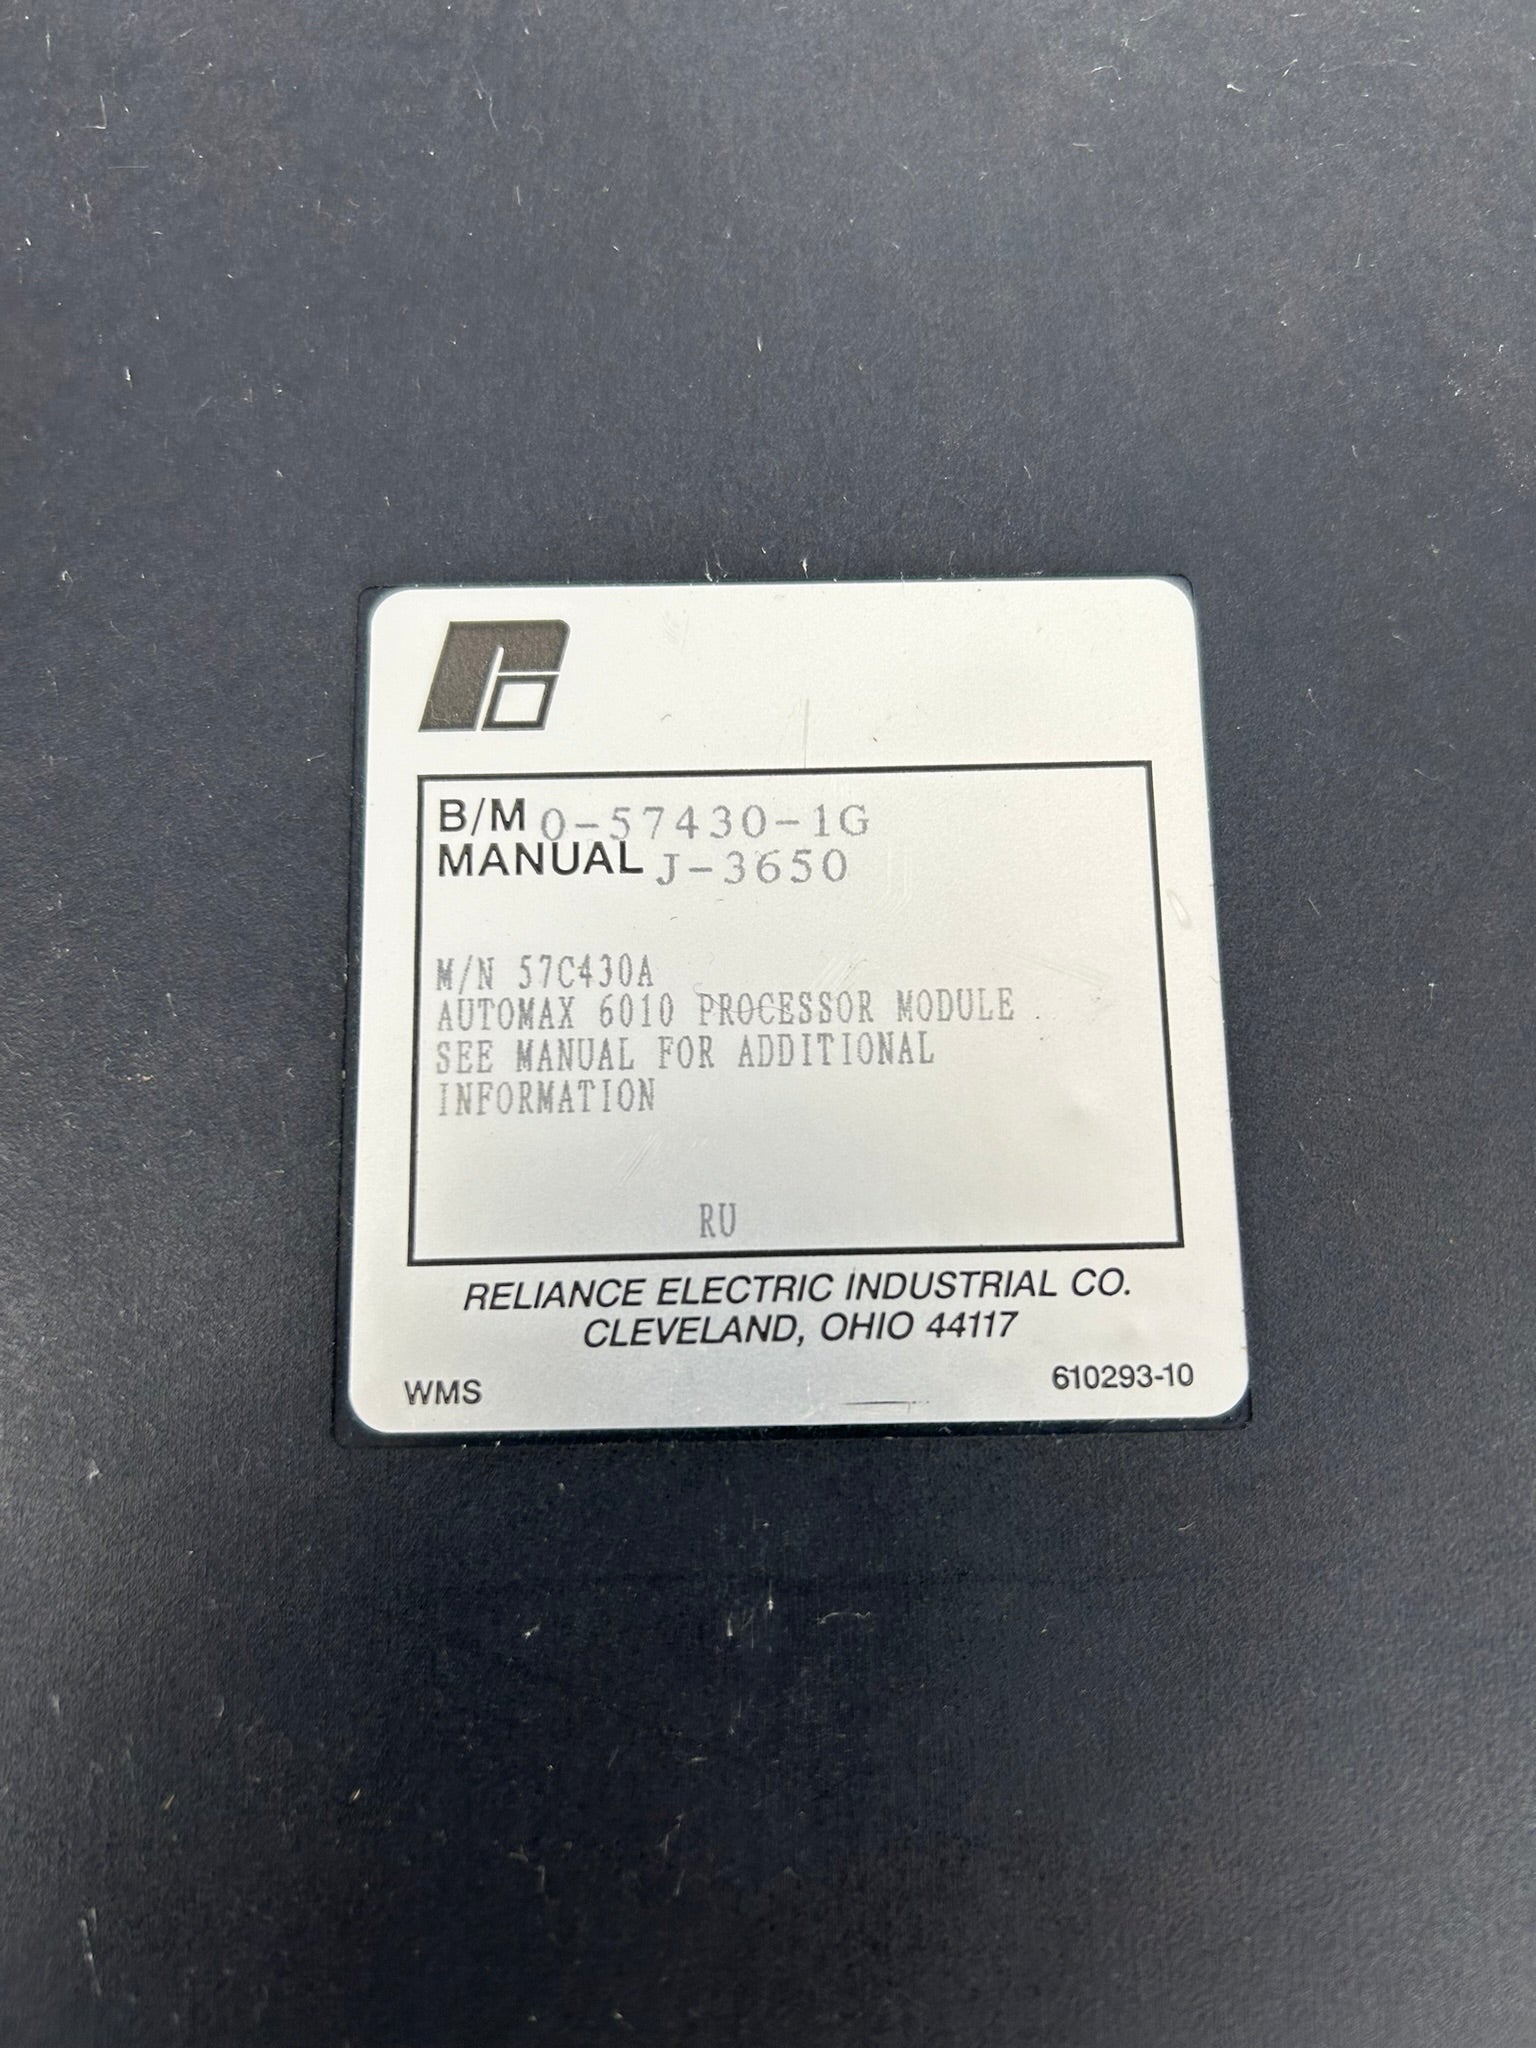 B/M 0-57430-1G
MANUAL J-3650
M/N 57C430A
AUTOMAX 6010 PROCESSOR MODULE
SEE MANUAL FOR ADDITIONAL
INFORMATION
RU
RELIANCE ELECTRIC INDUSTRIAL CO.
CLEVELAND, OHIO 44117
WMS 610293-10